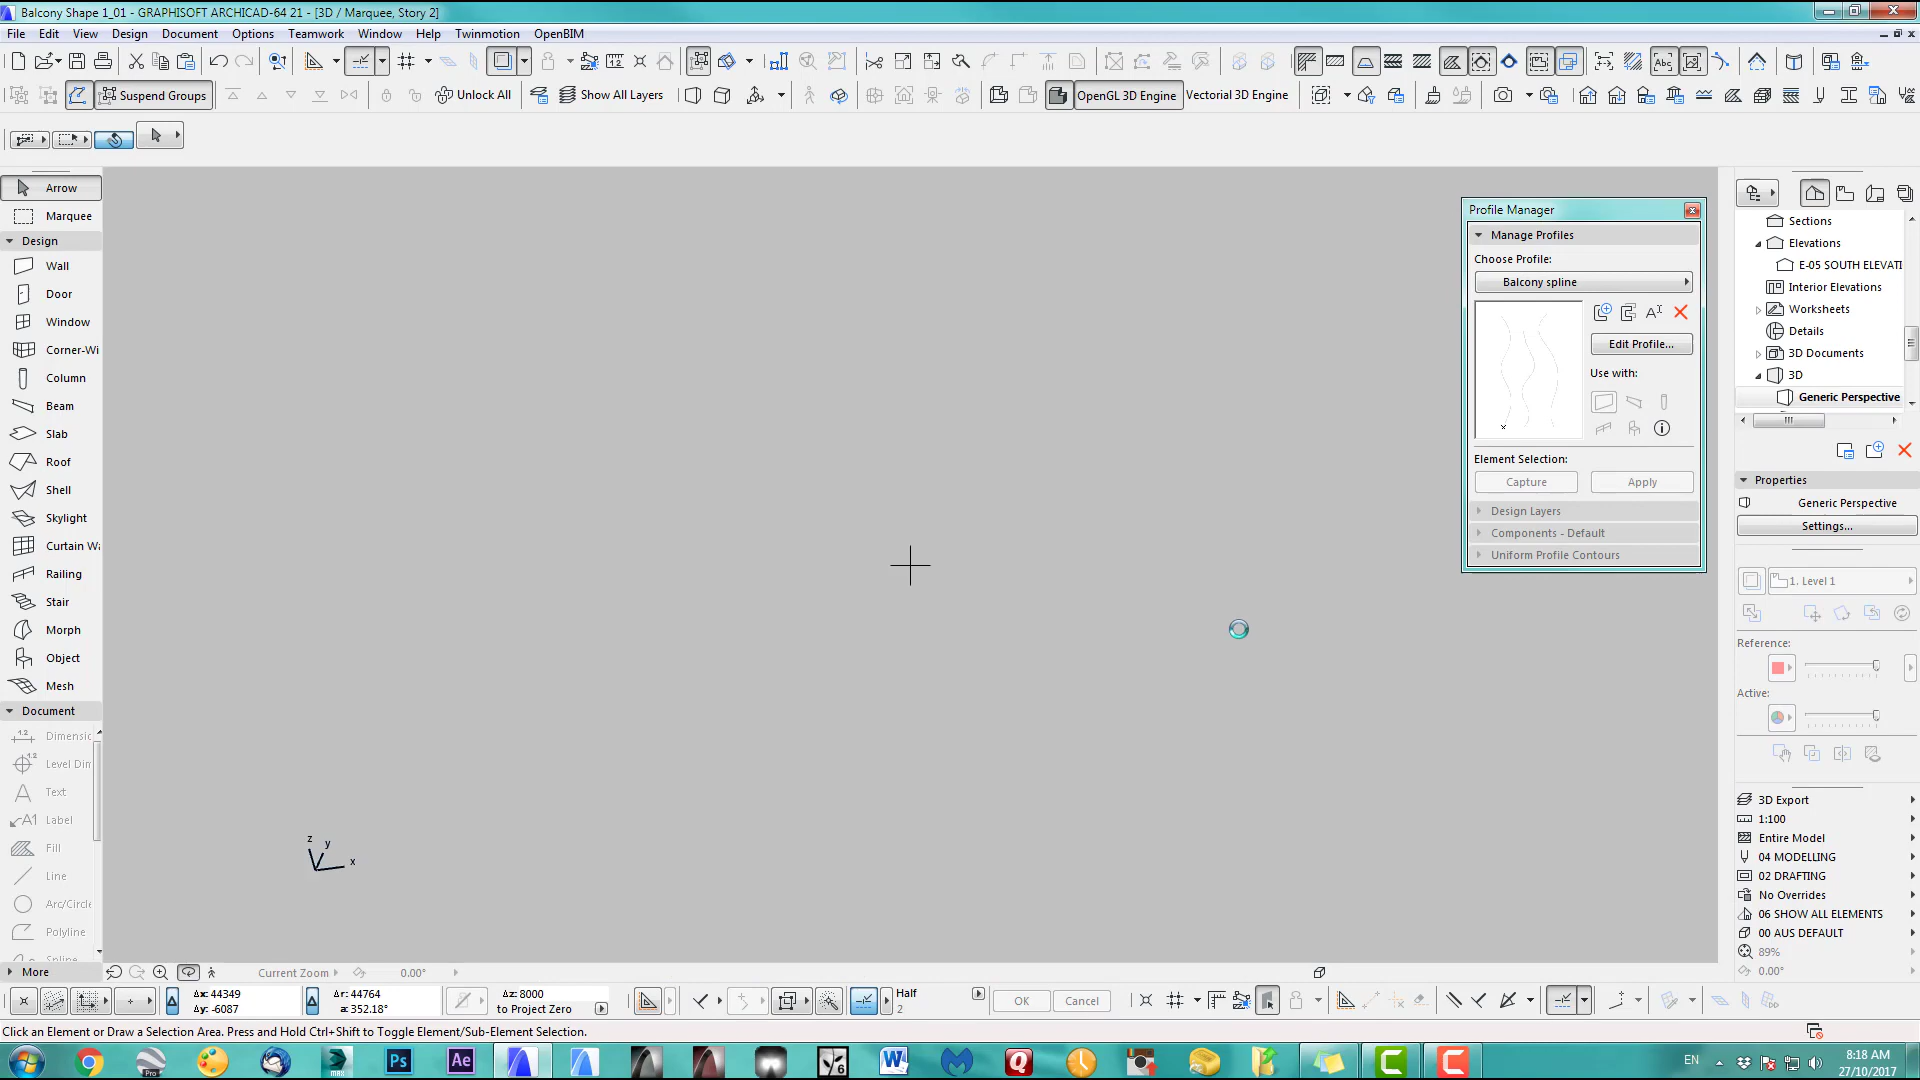 Balcony Shape 1_01 - GRAPHISOFT ARCHICAD-64 21 - [3D / Marquee, Story 2]
File Edit View Design Document Options Teamwork Window Help Twinmotion OpenBIM
Suspend Groups Unlock All Show All Layers OpenGL 3D Engine Vectorial 3D Engine
Arrow
Marquee
Design
Wall
Door
Window
Corner-Wi
Column
Beam
Slab
Roof
Shell
Skylight
Curtain Wa
Railing
Stair
Morph
Object
Mesh
Document
Dimensic
Level Din
Text
Label
Fill
Line
Arc/Circle
Polyline
Spline
More
z
y
x
Profile Manager
Manage Profiles
Choose Profile:
Balcony spline
Edit Profile...
Use with:
Element Selection:
Capture Apply
Design Layers
Components - Default
Uniform Profile Contours
Sections
Elevations
E-05 SOUTH ELEVATI
Interior Elevations
Worksheets
Details
3D Documents
3D
Generic Perspective
Properties
Generic Perspective
Settings...
1. Level 1
Reference:
Active:
3D Export
1:100
Entire Model
04 MODELLING
02 DRAFTING
No Overrides
06 SHOW ALL ELEMENTS
00 AUS DEFAULT
89%
0.00°
Current Zoom 0.00°
Δx: 44349
Δy: -6087
Δr: 44764
a: 352.18°
Δz: 8000
to Project Zero
Half
2
OK Cancel
Click an Element or Draw a Selection Area. Press and Hold Ctrl+Shift to Toggle Element/Sub-Element Selection.
EN
8:18 AM
27/10/2017